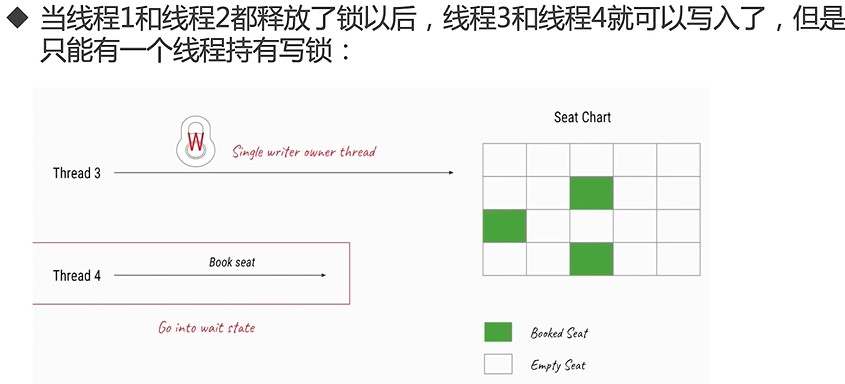 ◆ 当线程1和线程2都释放了锁以后，线程3和线程4就可以写入了，但是
只能有一个线程持有写锁：
Seat Chart
W
Single writer owner thread
Thread 3
Book seat
Thread 4
Go into wait state
Booked Seat
Empty Seat